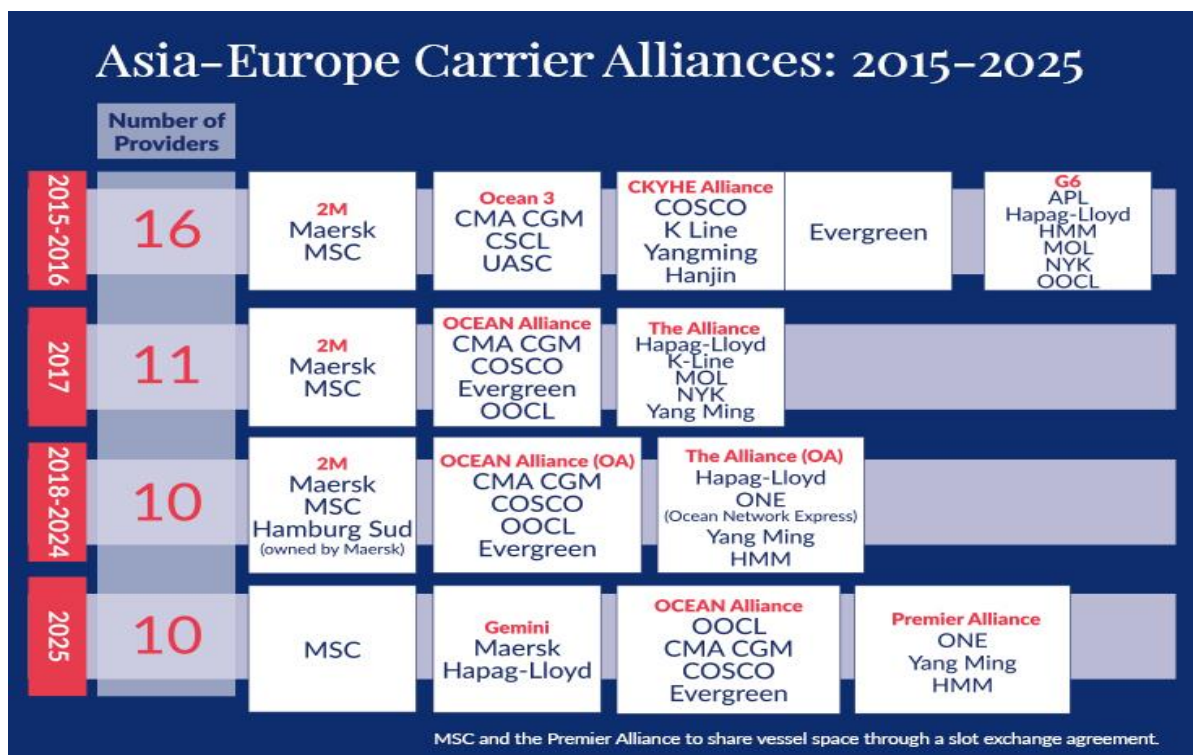 Asia-Europe Carrier Alliances: 2015-2025
Number of
Providers
2015-2016
16
2M
Maersk
MSC
Ocean 3
CMA CGM
CSCL
UASC
CKYHE Alliance
COSCO
K Line
Yangming
Hanjin
Evergreen
G6
APL
Hapag-Lloyd
HMM
MOL
NYK
OOCL
2017
11
2M
Maersk
MSC
OCEAN Alliance
CMA CGM
COSCO
Evergreen
OOCL
The Alliance
Hapag-Lloyd
K-Line
MOL
NYK
Yang Ming
2018-2024
10
2M
Maersk
MSC
Hamburg Sud
(owned by Maersk)
OCEAN Alliance (OA)
CMA CGM
COSCO
OOCL
Evergreen
The Alliance (OA)
Hapag-Lloyd
ONE
(Ocean Network Express)
Yang Ming
HMM
2025
10
MSC
Gemini
Maersk
Hapag-Lloyd
OCEAN Alliance
OOCL
CMA CGM
COSCO
Evergreen
Premier Alliance
ONE
Yang Ming
HMM
MSC and the Premier Alliance to share vessel space through a slot exchange agreement.